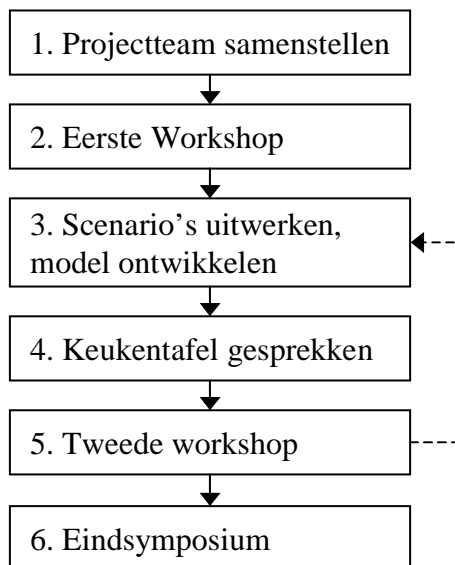 1. Projectteam samenstellen
2. Eerste Workshop
3. Scenario’s uitwerken,
model ontwikkelen
4. Keukentafel gesprekken
5. Tweede workshop
6. Eindsymposium